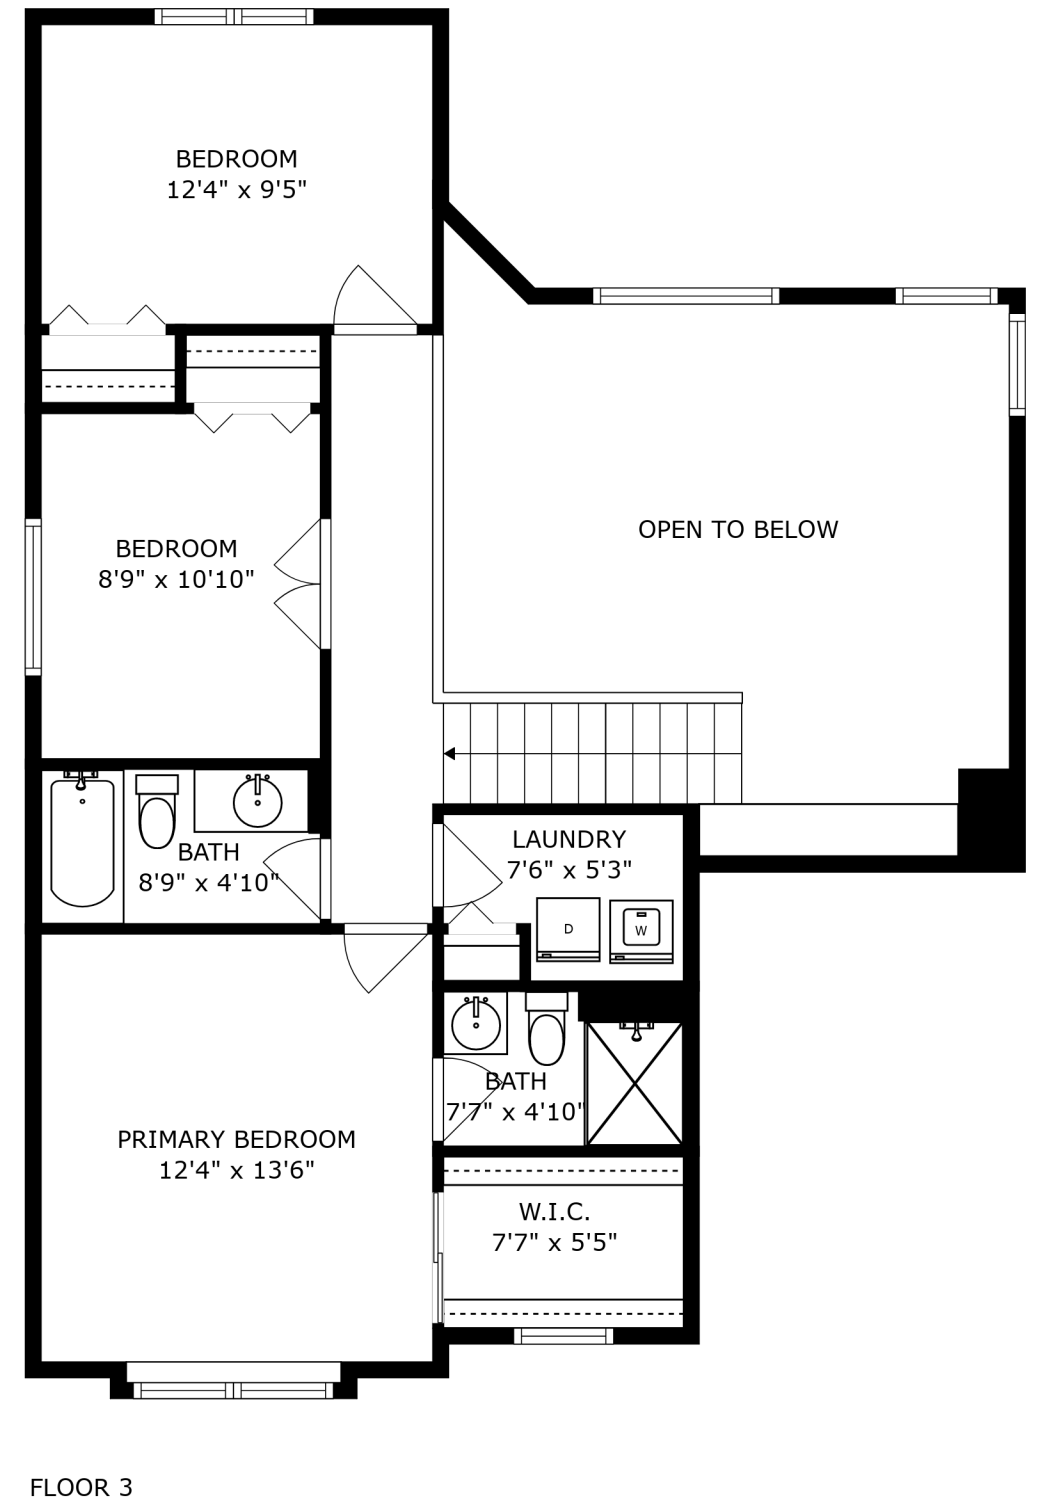 BEDROOM
12'4" x 9'5"
OPEN TO BELOW
BEDROOM
8'9" x 10'10"
LAUNDRY
7'6" x 5'3"
BATH
8'9" x 4'10"
D
W
BATH
7'7" x 4'10"
PRIMARY BEDROOM
12'4" x 13'6"
W.I.C.
7'7" x 5'5"
FLOOR 3